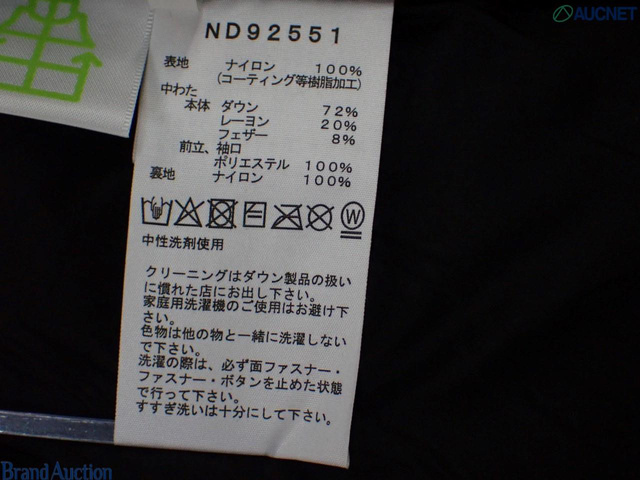 AUCNET
ND92551
表地 ナイロン 100%
(コーティング等樹脂加工)
中わた
本体 ダウン 72%
レーヨン 20%
フェザー 8%
前立、袖口
ポリエステル 100%
裏地 ナイロン 100%
W
中性洗剤使用
クリーニングはダウン製品の扱い
に慣れた店にお出し下さい。
家庭用洗濯機のご使用はお避け下
さい。
色物は他の物と一緒に洗濯しない
で下さい。
洗濯の際は、必ず面ファスナー・
ファスナー・ボタンを止めた状態
で行って下さい。
すすぎ洗いは十分にして下さい。
Brand Auction